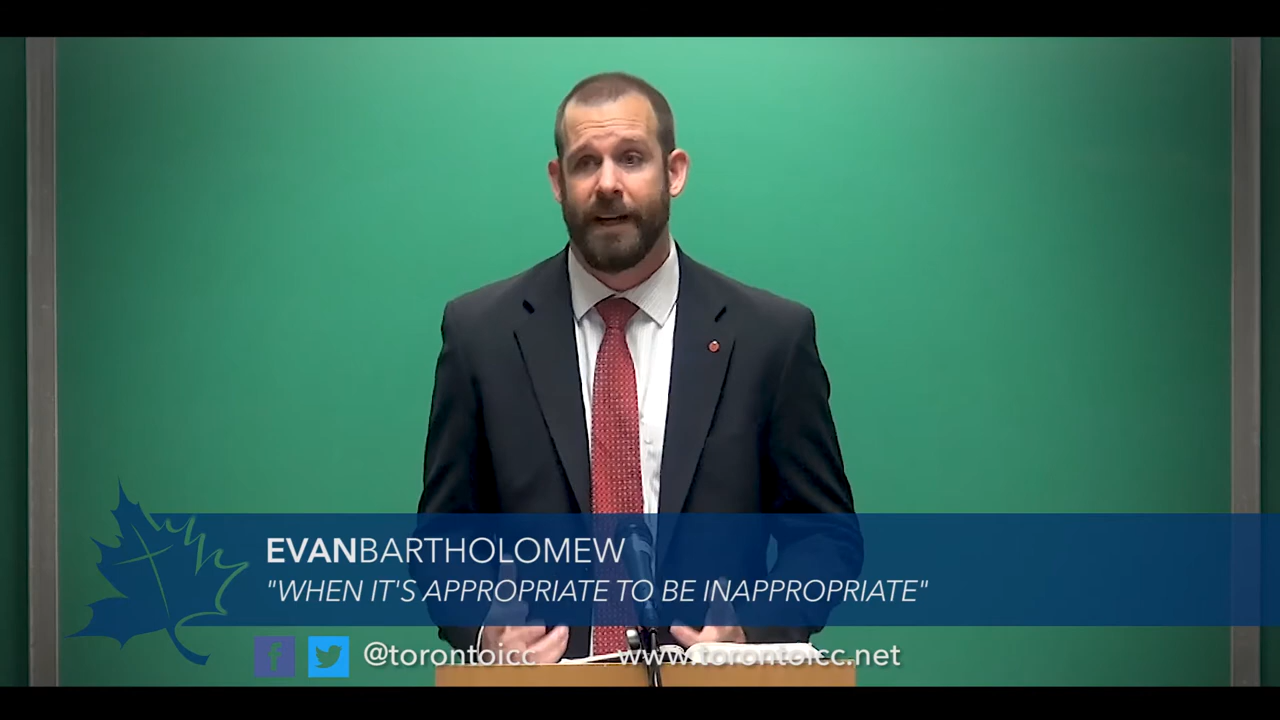 EVANBARTHOLOMEW
"WHEN IT'S APPROPRIATE TO BE INAPPROPRIATE"
@torontoicc www.torontoicc.net